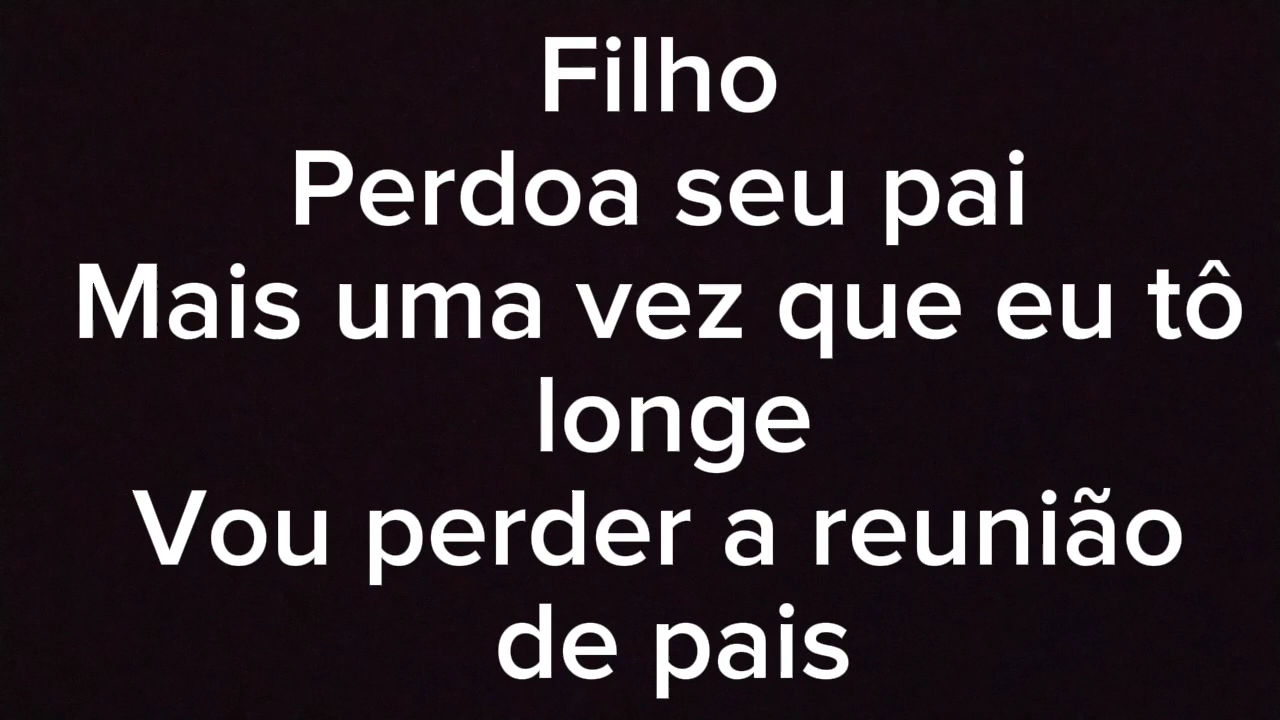 Filho
Perdoa seu pai
Mais uma vez que eu tô
longe
Vou perder a reunião
de pais